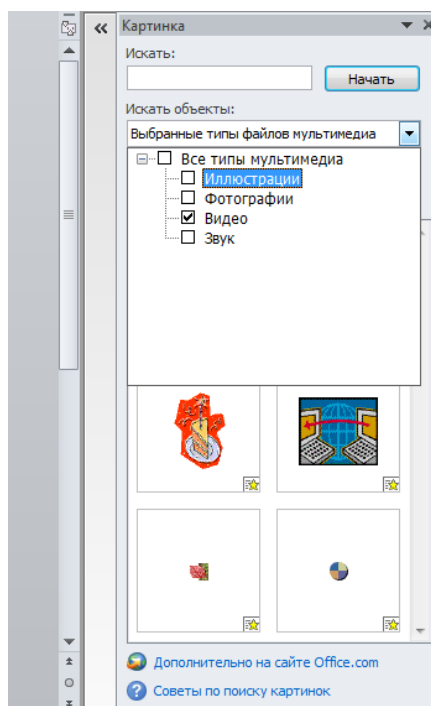 Картинка
Искать:
Начать
Искать объекты:
Выбранные типы файлов мультимедиа
Все типы мультимедиа
Иллюстрации
Фотографии
Видео
Звук
Дополнительно на сайте Office.com
Советы по поиску картинок